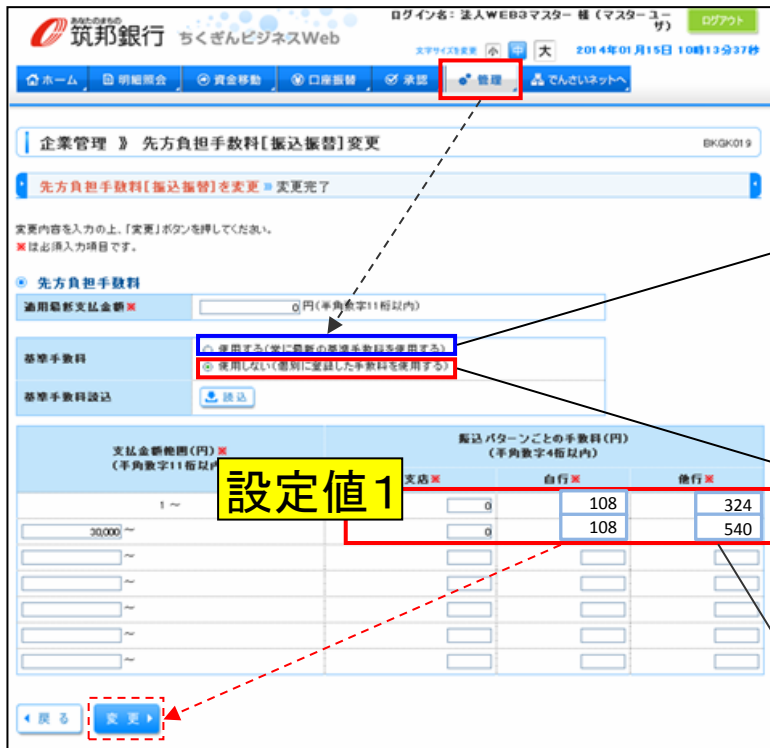 あなたのまちの
筑邦銀行 ちくぎんビジネスWeb
ログイン名：法人WEB3マスター 様（マスターユーザ）
ログアウト
文字サイズ変更 小 中 大 2014年01月15日 10時13分37秒
ホーム 明細照会 資金移動 口座振替 承認 管理 でんさいネットへ
企業管理 》 先方負担手数料［振込振替］変更 BKGK019
先方負担手数料［振込振替］を変更 変更完了
変更内容を入力の上、「変更」ボタンを押してください。
※は必須入力項目です。
先方負担手数料
適用最低支払金額※ 0 円（半角数字11桁以内）
基準手数料
使用する（常に最新の基準手数料を使用する）
使用しない（個別に登録した手数料を使用する）
基準手数料読込 読込
支払金額範囲（円）※
（半角数字11桁以内
振込パターンごとの手数料（円）
（半角数字4桁以内）
設定値１
支店※ 自行※ 他行※
1 ～ 0 108 324
30,000 ～ 0 108 540
～
～
～
～
～
戻る 変更